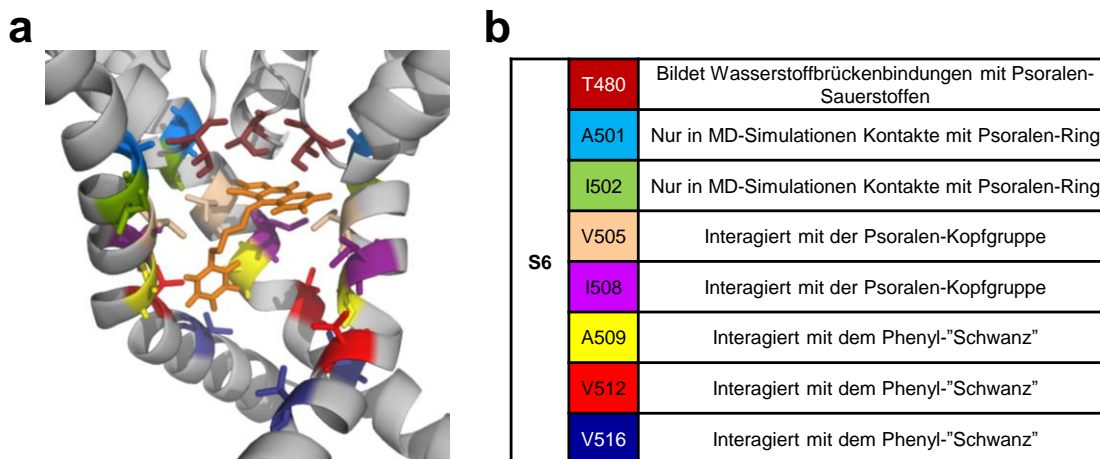 a
b
S6
T480
Bildet Wasserstoffbrückenbindungen mit Psoralen-
Sauerstoffen
A501
Nur in MD-Simulationen Kontakte mit Psoralen-Ring
I502
Nur in MD-Simulationen Kontakte mit Psoralen-Ring
V505
Interagiert mit der Psoralen-Kopfgruppe
I508
Interagiert mit der Psoralen-Kopfgruppe
A509
Interagiert mit dem Phenyl-”Schwanz”
V512
Interagiert mit dem Phenyl-”Schwanz”
V516
Interagiert mit dem Phenyl-”Schwanz”